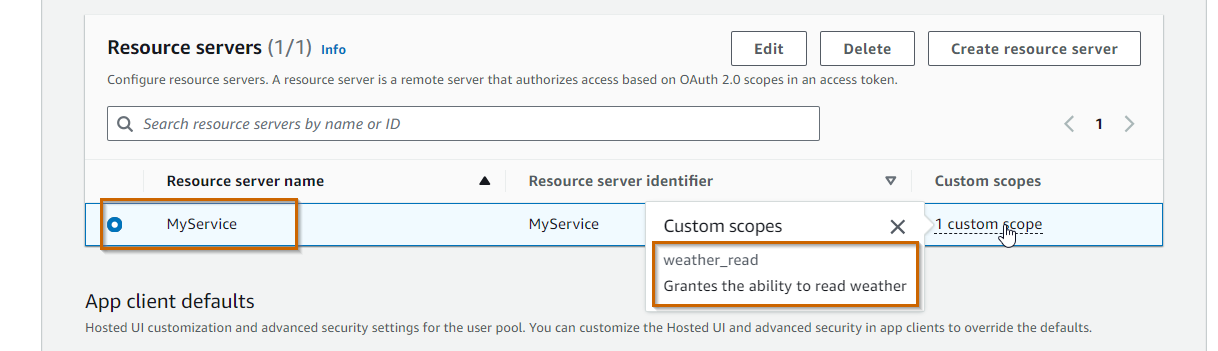 Resource servers (1/1) Info
Edit
Delete
Create resource server
Configure resource servers. A resource server is a remote server that authorizes access based on OAuth 2.0 scopes in an access token.
Search resource servers by name or ID
1
Resource server name
Resource server identifier
Custom scopes
MyService
MyService
1 custom scope
Custom scopes
weather_read
Grantes the ability to read weather
App client defaults
Hosted UI customization and advanced security settings for the user pool. You can customize the Hosted UI and advanced security in app clients to override the defaults.